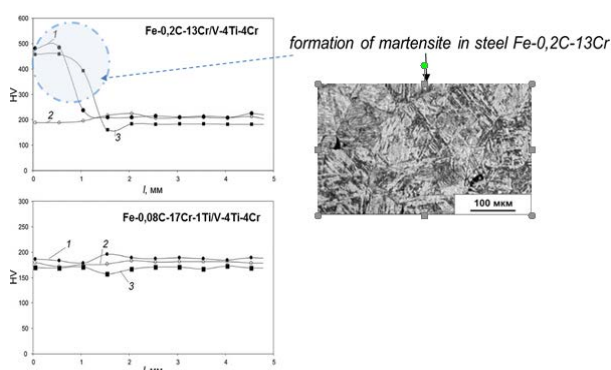 600
500
400
300
200
100
0
HV
1
Fe-0,2C-13Cr/V-4Ti-4Cr
2
3
0 1 2 3 4 5
l, мм
formation of martensite in steel Fe-0,2C-13Cr
100 мкм
300
250
200
150
100
50
0
HV
Fe-0,08C-17Cr-1Ti/V-4Ti-4Cr
1
2
3
0 1 2 3 4 5
l, мм